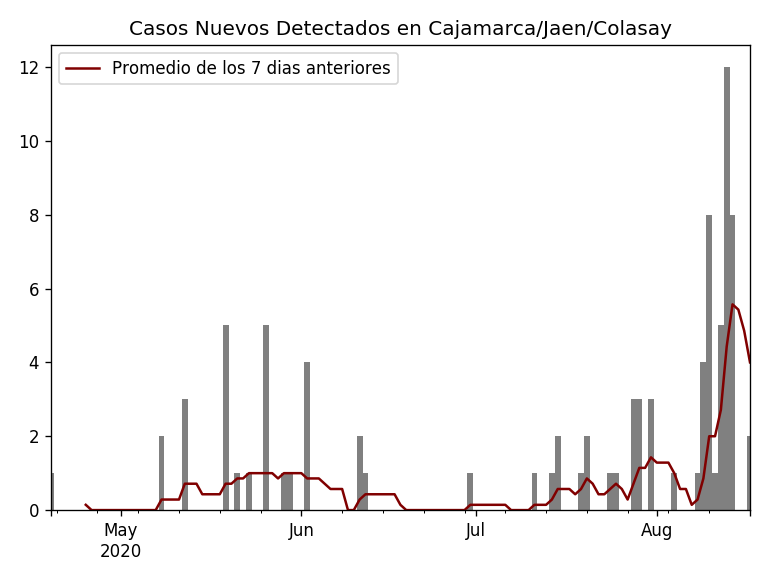 Casos Nuevos Detectados en Cajamarca/Jaen/Colasay
Promedio de los 7 dias anteriores
12
10
8
6
4
2
0
May
2020
Jun
Jul
Aug